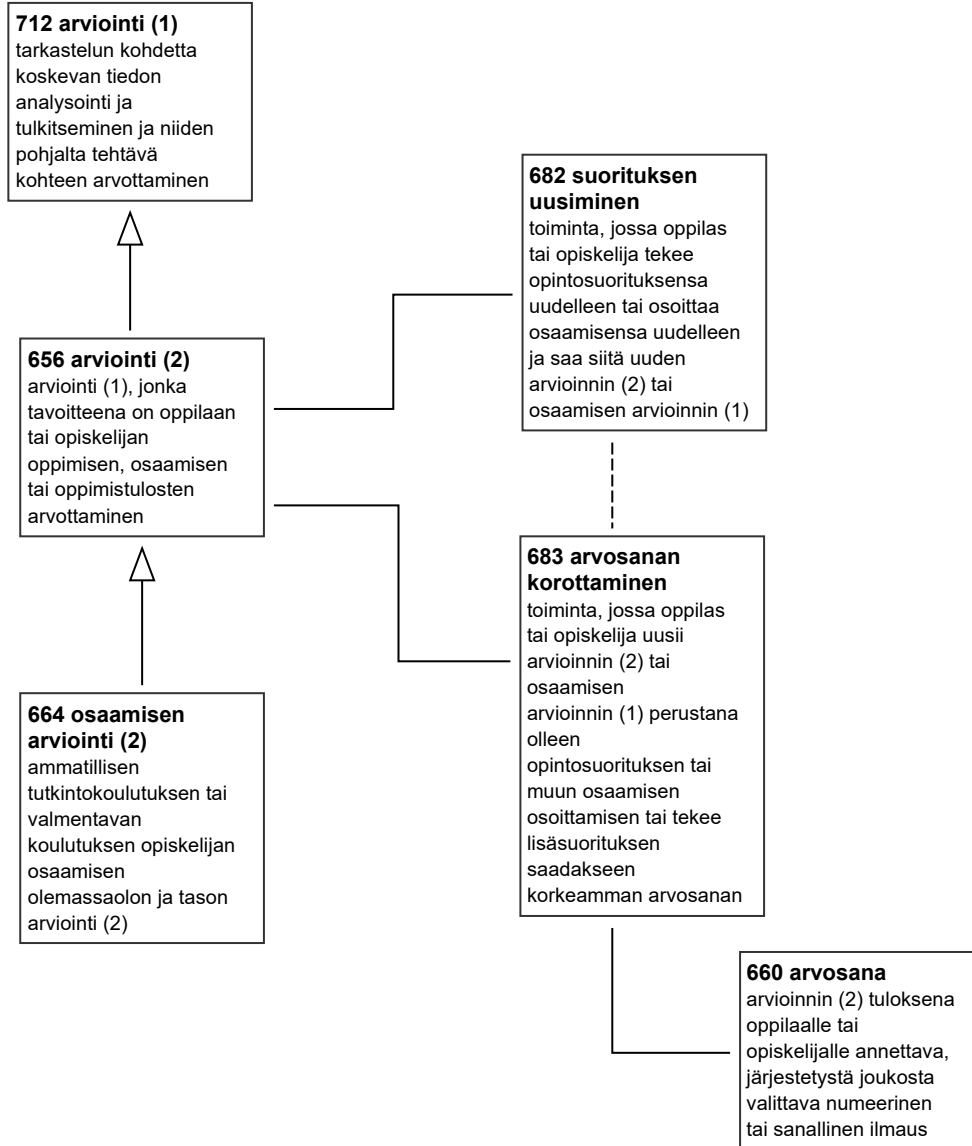 712 arviointi (1)
tarkastelun kohdetta
koskevan tiedon
analysointi ja
tulkitseminen ja niiden
pohjalta tehtävä
kohteen arvottaminen
682 suorituksen
uusiminen
toiminta, jossa oppilas
tai opiskelija tekee
opintosuorituksensa
uudelleen tai osoittaa
osaamisensa uudelleen
ja saa siitä uuden
arvioinnin (2) tai
osaamisen arvioinnin (1)
656 arviointi (2)
arviointi (1), jonka
tavoitteena on oppilaan
tai opiskelijan
oppimisen, osaamisen
tai oppimistulosten
arvottaminen
683 arvosanan
korottaminen
toiminta, jossa oppilas
tai opiskelija uusii
arvioinnin (2) tai
osaamisen
arvioinnin (1) perustana
olleen
opintosuorituksen tai
muun osaamisen
osoittamisen tai tekee
lisäsuorituksen
saadakseen
korkeamman arvosanan
664 osaamisen
arviointi (2)
ammatillisen
tutkintokoulutuksen tai
valmentavan
koulutuksen opiskelijan
osaamisen
olemassaolon ja tason
arviointi (2)
660 arvosana
arvioinnin (2) tuloksena
oppilaalle tai
opiskelijalle annettava,
järjestetystä joukosta
valittava numeerinen
tai sanallinen ilmaus